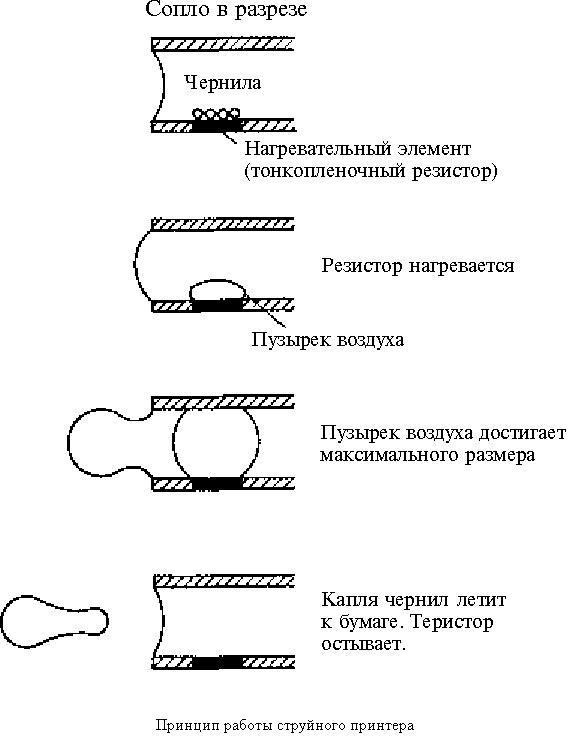 Сопло в разрезе
Чернила
Нагревательный элемент
(тонкопленочный резистор)
Резистор нагревается
Пузырек воздуха
Пузырек воздуха достигает
максимального размера
Капля чернил летит
к бумаге. Теристор
остывает.
Принцип работы струйного принтера